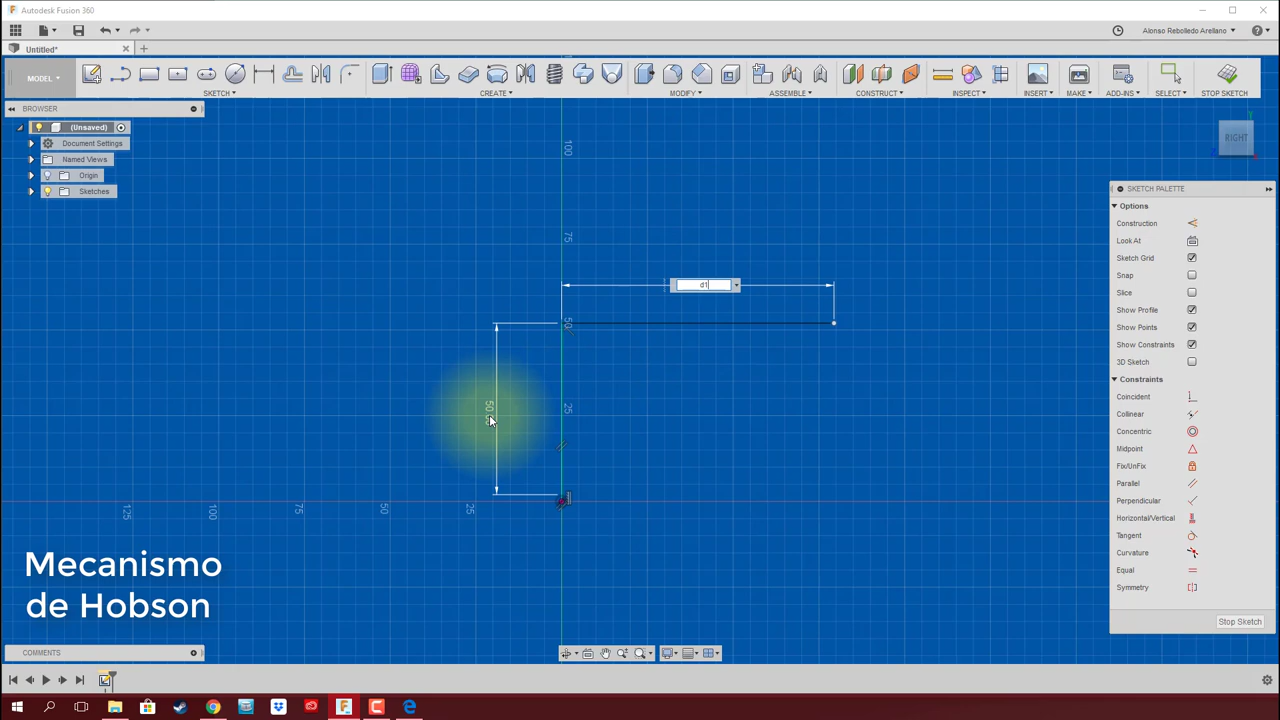 Autodesk Fusion 360
Alonso Rebolledo Arellano
Untitled*
MODEL
SKETCH
CREATE
MODIFY
ASSEMBLE
CONSTRUCT
INSPECT
INSERT
MAKE
ADD-INS
SELECT
STOP SKETCH
BROWSER
(Unsaved)
Document Settings
Named Views
Origin
Sketches
RIGHT
100
75
50
25
125
100
75
50
25
d1
SKETCH PALETTE
Options
Construction
Look At
Sketch Grid
Snap
Slice
Show Profile
Show Points
Show Constraints
3D Sketch
Constraints
Coincident
Collinear
Concentric
Midpoint
Fix/UnFix
Parallel
Perpendicular
Horizontal/Vertical
Tangent
Curvature
Equal
Symmetry
Stop Sketch
Mecanismo
de Hobson
COMMENTS